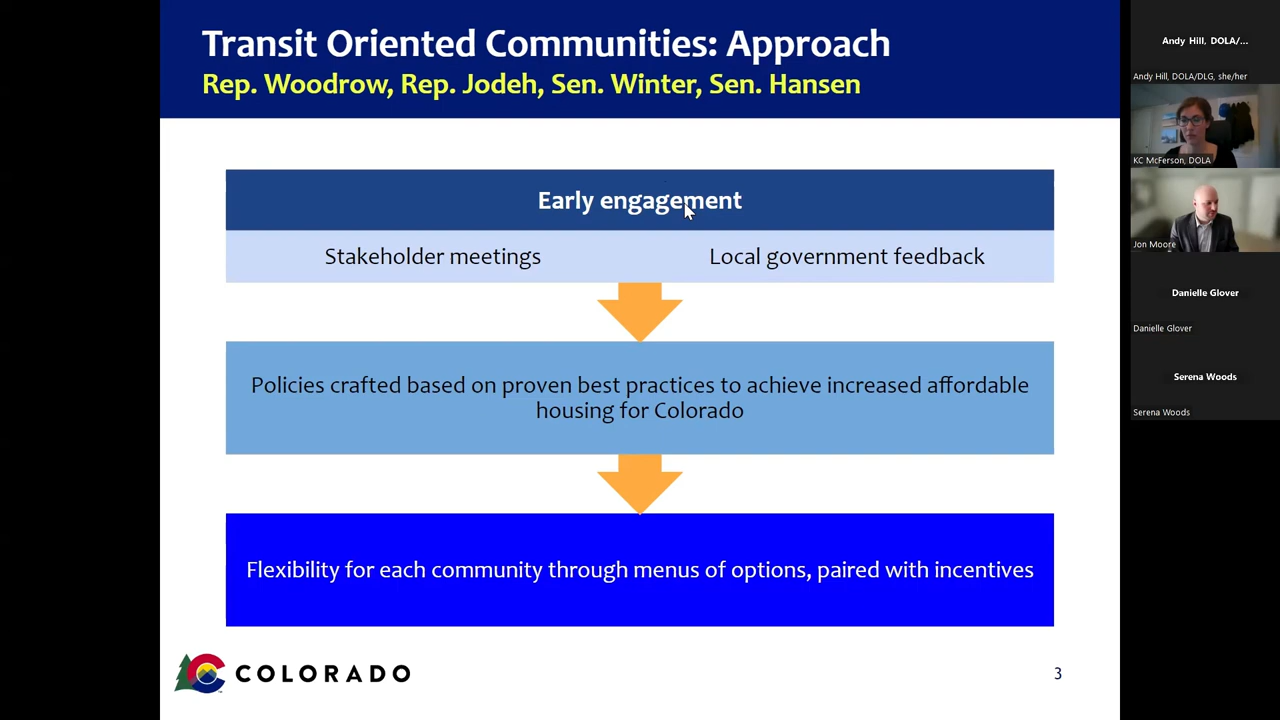 Transit Oriented Communities: Approach
Rep. Woodrow, Rep. Jodeh, Sen. Winter, Sen. Hansen
Early engagement
Stakeholder meetings
Local government feedback
Policies crafted based on proven best practices to achieve increased affordable
housing for Colorado
Flexibility for each community through menus of options, paired with incentives
COLORADO
3
Andy Hill, DOLA/...
Andy Hill, DOLA/DLG, she/her
KC McFerson, DOLA
Jon Moore
Danielle Glover
Danielle Glover
Serena Woods
Serena Woods